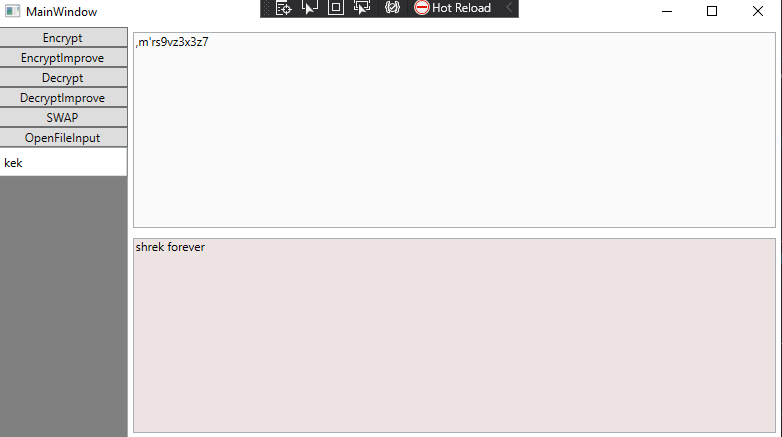 MainWindow
Hot Reload
Encrypt
EncryptImprove
Decrypt
DecryptImprove
SWAP
OpenFileInput
kek
,m'rs9vz3x3z7
shrek forever